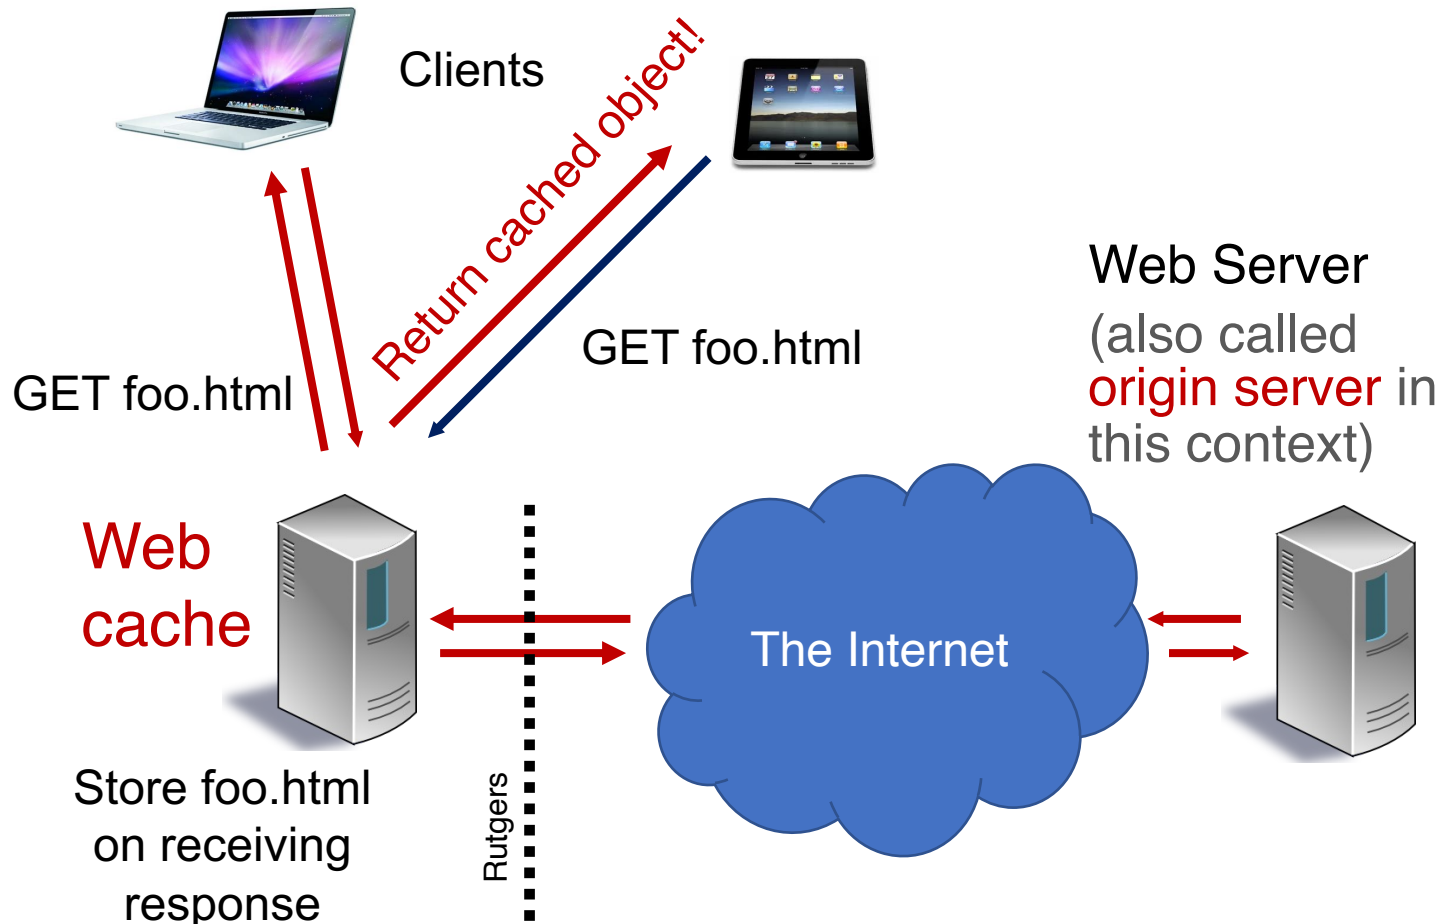 Clients
Return cached object!
GET foo.html
GET foo.html
Web Server
(also called
origin server in
this context)
Web
cache
The Internet
Store foo.html
on receiving
response
Rutgers